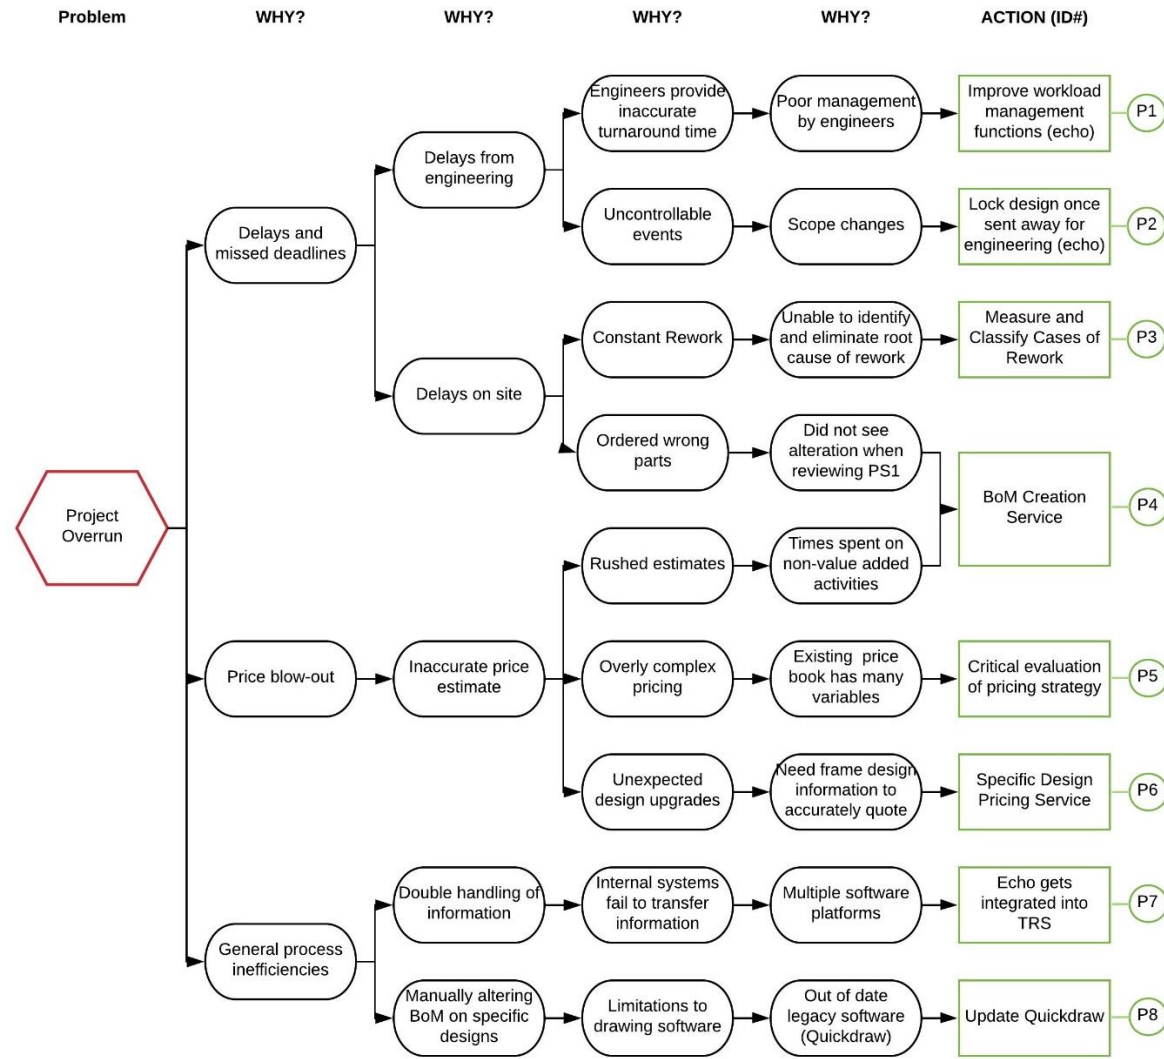 Problem
WHY?
WHY?
WHY?
WHY?
ACTION (ID#)
Engineers provide
inaccurate
turnaround time
Poor management
by engineers
Improve workload
management
functions (echo)
P1
Delays from
engineering
Uncontrollable
events
Scope changes
Lock design once
sent away for
engineering (echo)
P2
Delays and
missed deadlines
Constant Rework
Unable to identify
and eliminate root
cause of rework
Measure and
Classify Cases of
Rework
P3
Delays on site
Ordered wrong
parts
Did not see
alteration when
reviewing PS1
BoM Creation
Service
P4
Project
Overrun
Rushed estimates
Times spent on
non-value added
activities
Price blow-out
Inaccurate price
estimate
Overly complex
pricing
Existing price
book has many
variables
Critical evaluation
of pricing strategy
P5
Unexpected
design upgrades
Need frame design
information to
accurately quote
Specific Design
Pricing Service
P6
Double handling of
information
Internal systems
fail to transfer
information
Multiple software
platforms
Echo gets
integrated into
TRS
P7
General process
inefficiencies
Manually altering
BoM on specific
designs
Limitations to
drawing software
Out of date
legacy software
(Quickdraw)
Update Quickdraw
P8